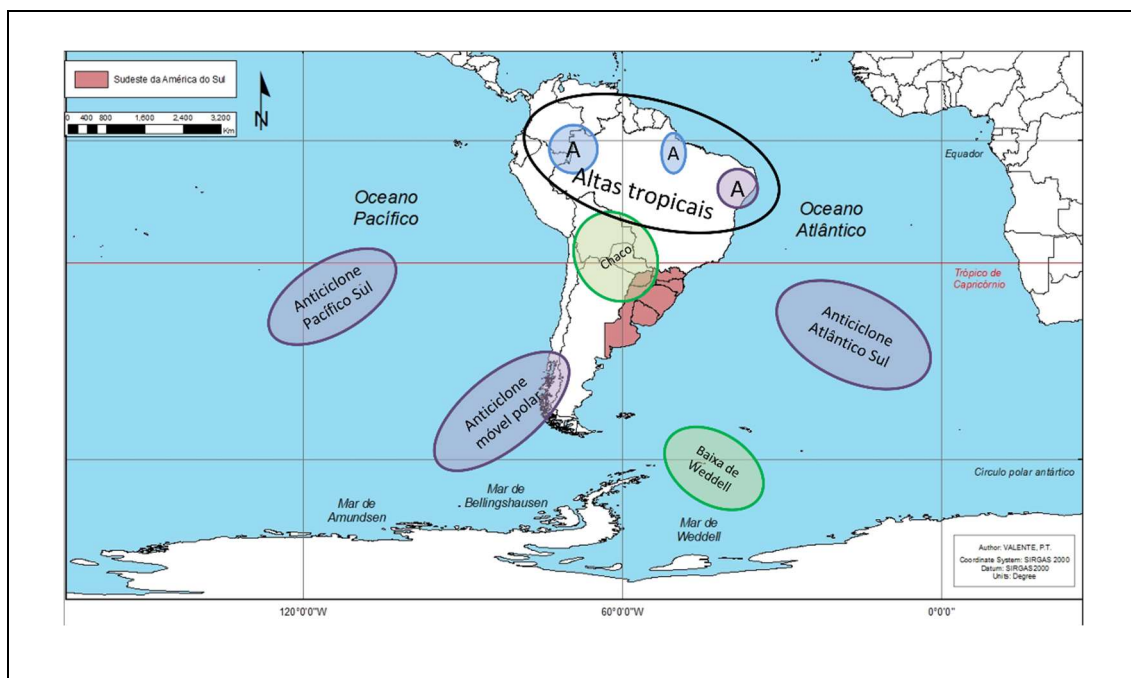 Sudeste da América do Sul
N
0 400 800 1,600 2,400 3,200
Km
A
A
A
Altas tropicais
Equador
Oceano
Pacífico
Oceano
Atlântico
Chaco
Trópico de
Capricórnio
Anticiclone
Pacífico Sul
Anticiclone
Atlântico Sul
Anticiclone
móvel polar
Baixa de
Weddell
Circulo polar antártico
Mar de
Amundsen
Mar de
Bellingshausen
Mar de
Weddell
Author: VALENTE, P.T.
Coordinate System: SIRGAS 2000
Datum: SIRGAS2000
Units: Degree
120°0'0"W 60°0'0"W 0°0'0"